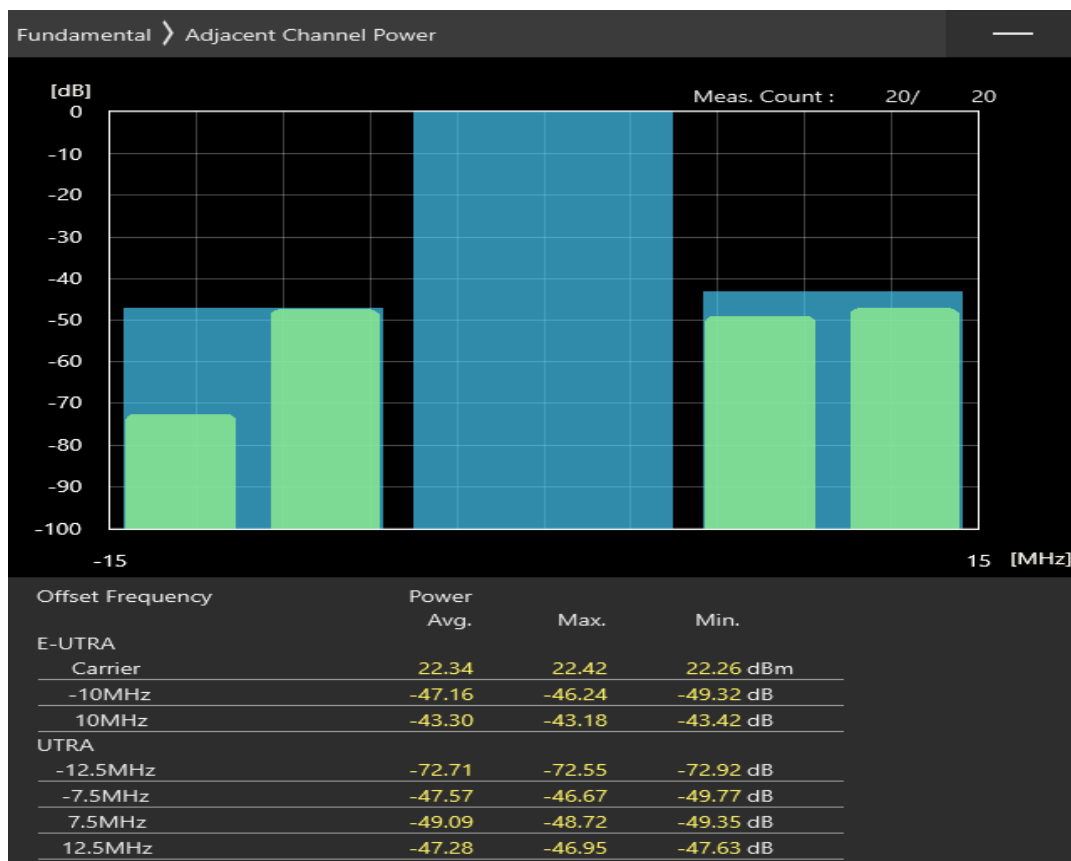 Fundamental ❯ Adjacent Channel Power
[dB]
Meas. Count : 20/ 20
0
-10
-20
-30
-40
-50
-60
-70
-80
-90
-100
-15 15 [MHz]
Offset Frequency Power
Avg. Max. Min.
E-UTRA
Carrier 22.34 22.42 22.26 dBm
-10MHz -47.16 -46.24 -49.32 dB
10MHz -43.30 -43.18 -43.42 dB
UTRA
-12.5MHz -72.71 -72.55 -72.92 dB
-7.5MHz -47.57 -46.67 -49.77 dB
7.5MHz -49.09 -48.72 -49.35 dB
12.5MHz -47.28 -46.95 -47.63 dB